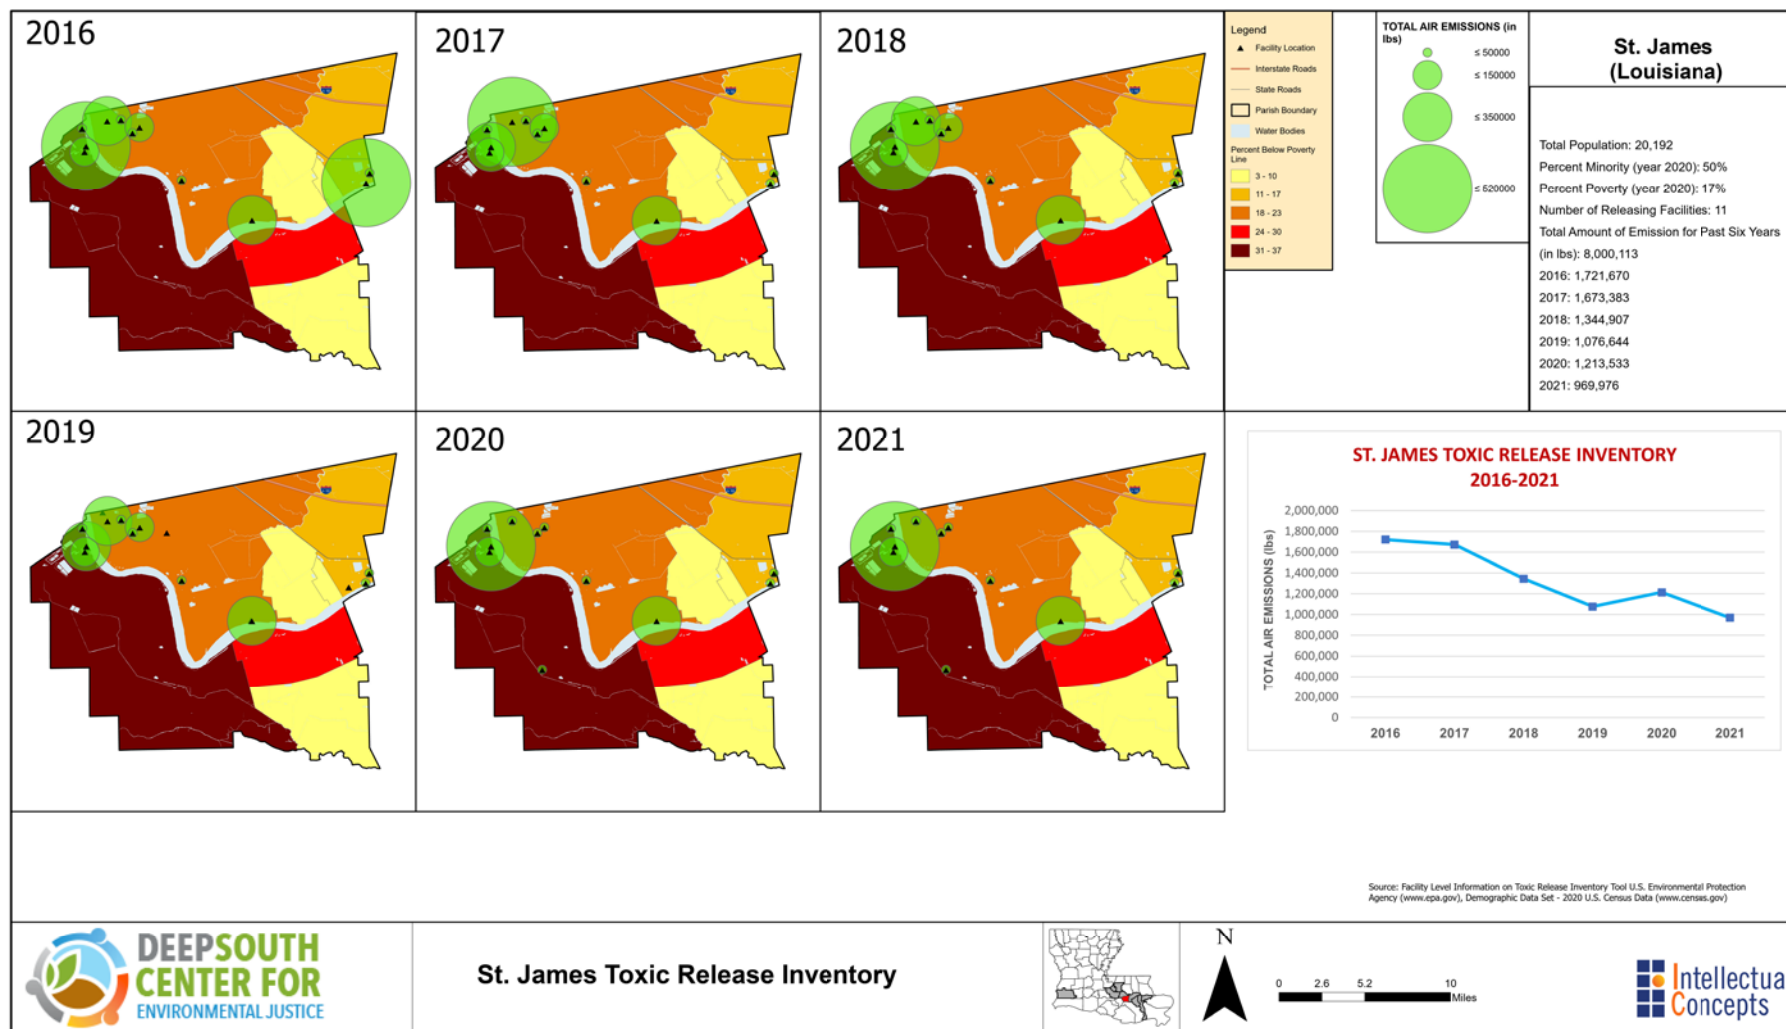 2016
2017
2018
Legend
Facility Location
Interstate Roads
State Roads
Parish Boundary
Water Bodies
Percent Below Poverty
Line
3 - 10
11 - 17
18 - 23
24 - 30
31 - 37
TOTAL AIR EMISSIONS (in
lbs)
≤ 50000
≤ 150000
≤ 350000
≤ 620000
St. James
(Louisiana)
Total Population: 20,192
Percent Minority (year 2020): 50%
Percent Poverty (year 2020): 17%
Number of Releasing Facilities: 11
Total Amount of Emission for Past Six Years
(in lbs): 8,000,113
2016: 1,721,670
2017: 1,673,383
2018: 1,344,907
2019: 1,076,644
2020: 1,213,533
2021: 969,976
2019
2020
2021
ST. JAMES TOXIC RELEASE INVENTORY
2016-2021
TOTAL AIR EMISSIONS (lbs)
2,000,000
1,800,000
1,600,000
1,400,000
1,200,000
1,000,000
800,000
600,000
400,000
200,000
0
2016 2017 2018 2019 2020 2021
Source: Facility Level Information on Toxic Release Inventory Tool U.S. Environmental Protection
Agency (www.epa.gov), Demographic Data Set - 2020 U.S. Census Data (www.census.gov)
DEEPSOUTH
CENTER FOR
ENVIRONMENTAL JUSTICE
St. James Toxic Release Inventory
N
0 2.6 5.2 10
Miles
Intellectua
Concepts